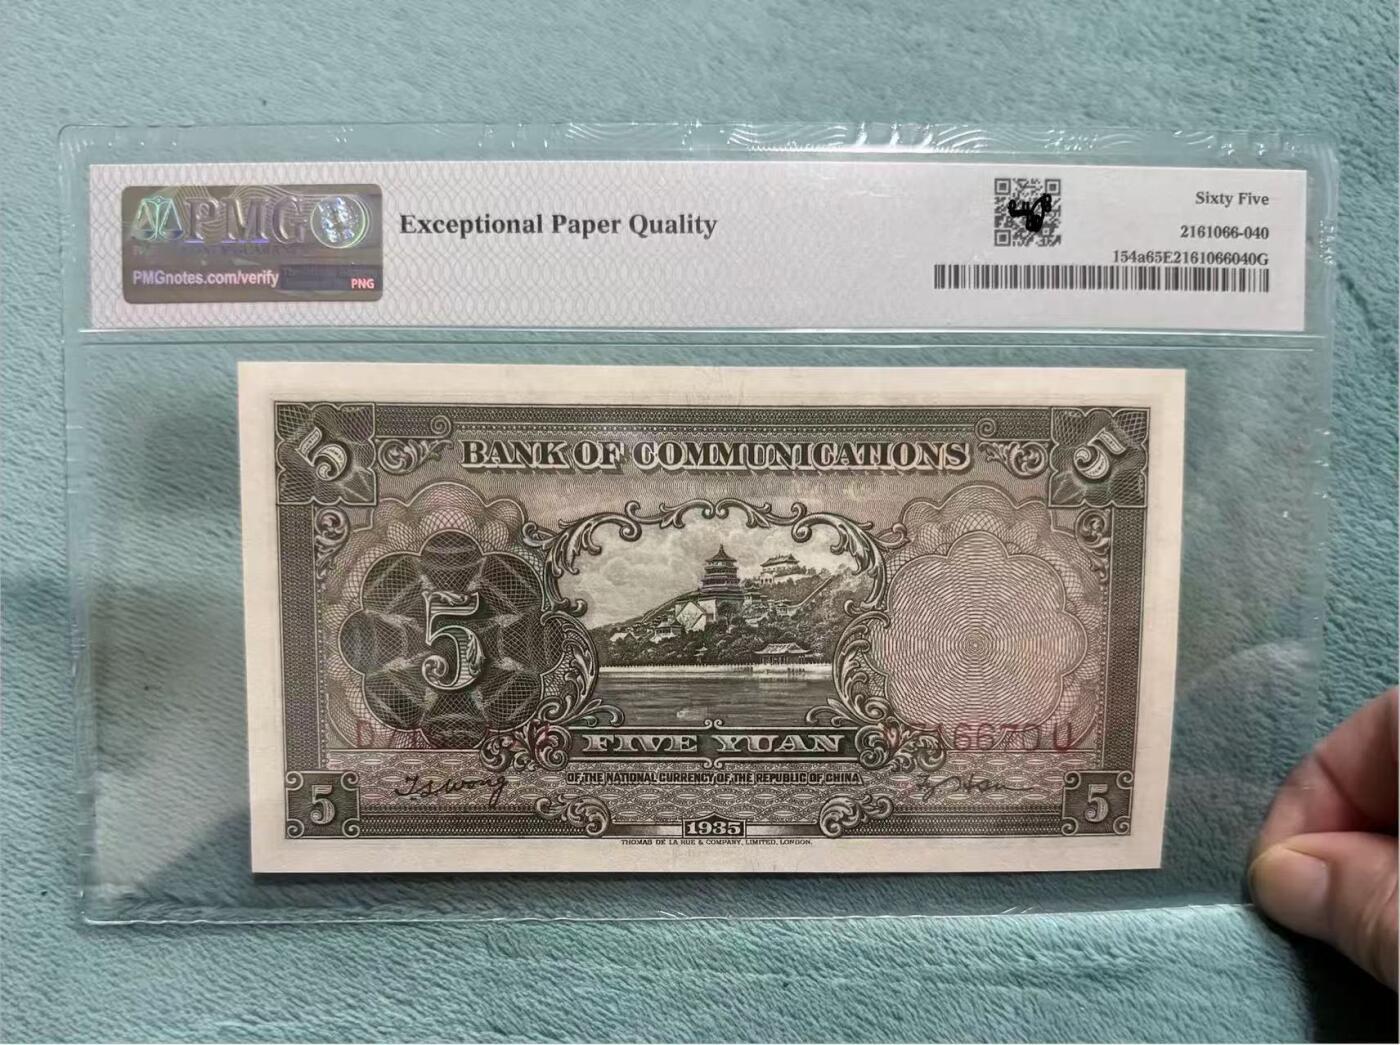 PMG
PMGnotes.com/verify
PNG
Exceptional Paper Quality
Sixty Five
2161066-040
154a65E2161066040G
5
5
BANK OF COMMUNICATIONS
5
716670 U
FIVE YUAN
OF THE NATIONAL CURRENCY OF THE REPUBLIC OF CHINA
T S Wong
5
5
1935
THOMAS DE LA RUE & COMPANY, LIMITED, LONDON.